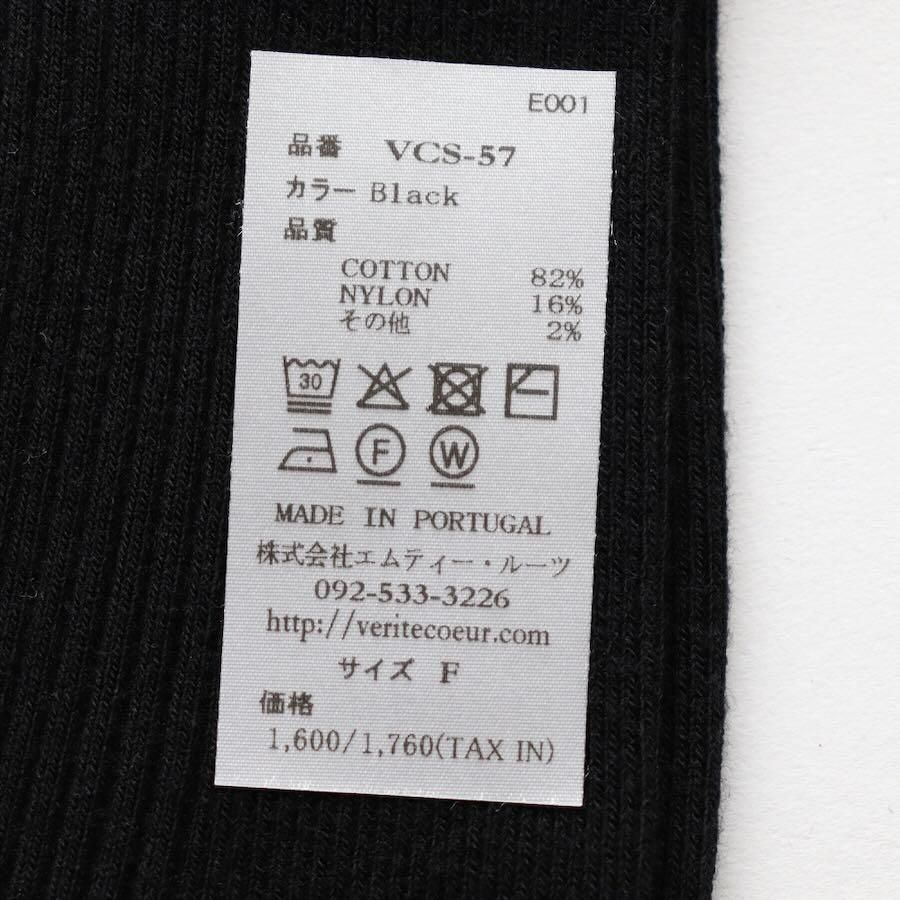 E001
品番 VCS-57
カラー Black
品質
COTTON 82%
NYLON 16%
その他 2%
30
F W
MADE IN PORTUGAL
株式会社エムティー・ルーツ
092-533-3226
http://veritecoeur.com
サイズ F
価格
1,600/1,760(TAX IN)